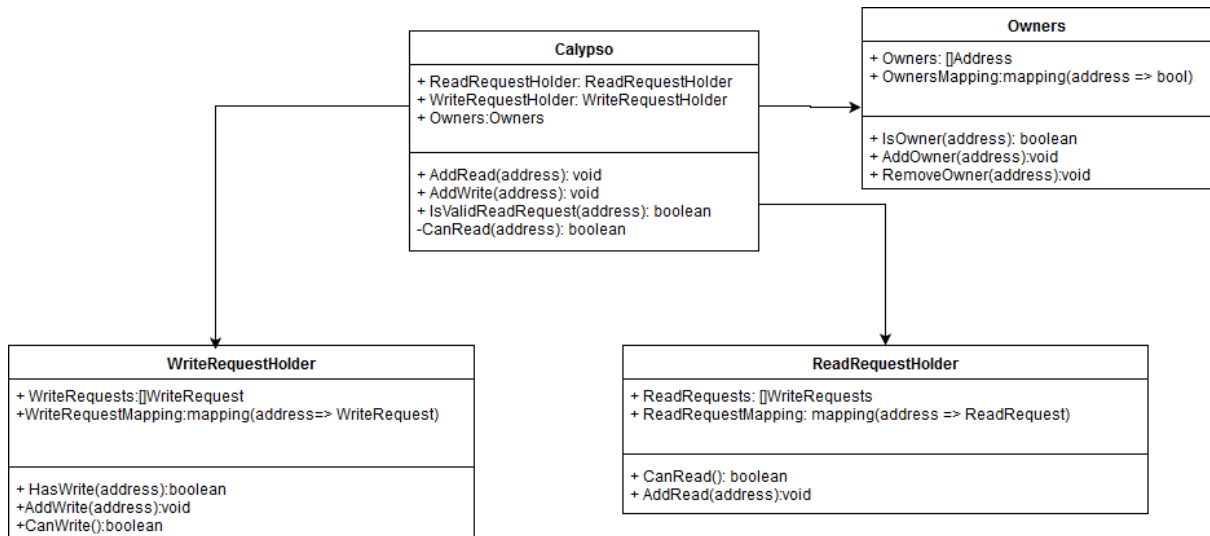 Calypso
+ ReadRequestHolder: ReadRequestHolder
+ WriteRequestHolder: WriteRequestHolder
+ Owners:Owners
+ AddRead(address): void
+ AddWrite(address): void
+ IsValidReadRequest(address): boolean
-CanRead(address): boolean
Owners
+ Owners: []Address
+ OwnersMapping:mapping(address => bool)
+ IsOwner(address): boolean
+ AddOwner(address):void
+ RemoveOwner(address):void
WriteRequestHolder
+ WriteRequests:[]WriteRequest
+WriteRequestMapping:mapping(address=> WriteRequest)
+ HasWrite(address):boolean
+AddWrite(address):void
+CanWrite():boolean
ReadRequestHolder
+ ReadRequests: []WriteRequests
+ ReadRequestMapping: mapping(address => ReadRequest)
+ CanRead(): boolean
+ AddRead(address):void